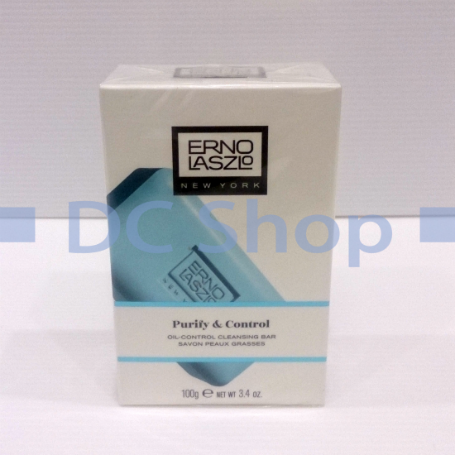 ERNO
LASZLO
NEW YORK
DC Shop
ERNO
LASZLO
Purify & Control
OIL-CONTROL CLEANSING BAR
SAVON PEAUX GRASSES
100g e NET WT 3.4 OZ.